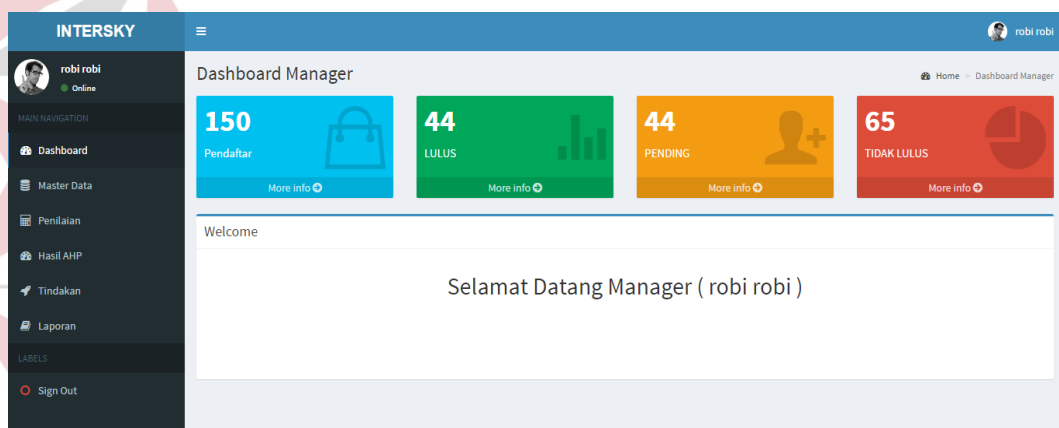 INTERSKY
robi robi
robi robi
Online
MAIN NAVIGATION
Dashboard
Master Data
Penilaian
Hasil AHP
Tindakan
Laporan
LABELS
Sign Out
Dashboard Manager
Home > Dashboard Manager
150
Pendaftar
More info
44
LULUS
More info
44
PENDING
More info
65
TIDAK LULUS
More info
Welcome
Selamat Datang Manager ( robi robi )